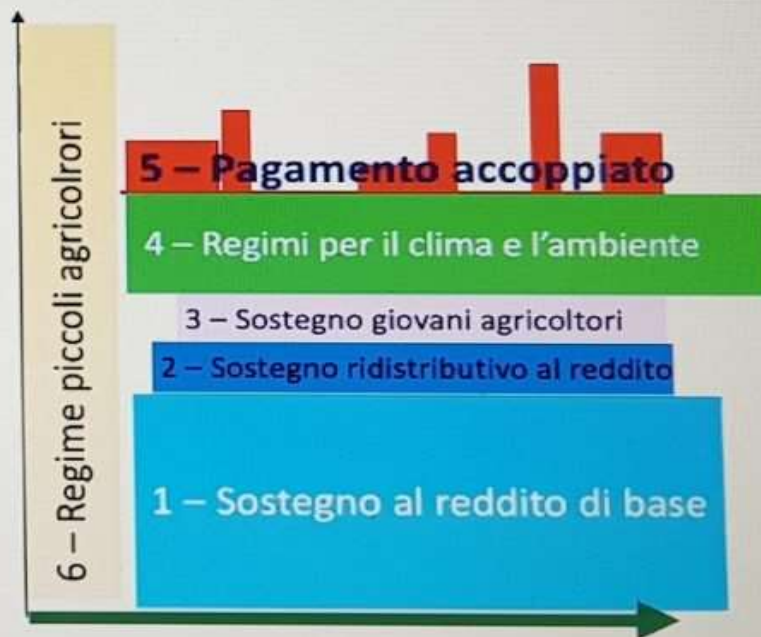 6 – Regime piccoli agricolrori
5 – Pagamento accoppiato
4 – Regimi per il clima e l'ambiente
3 – Sostegno giovani agricoltori
2 – Sostegno ridistributivo al reddito
1 – Sostegno al reddito di base